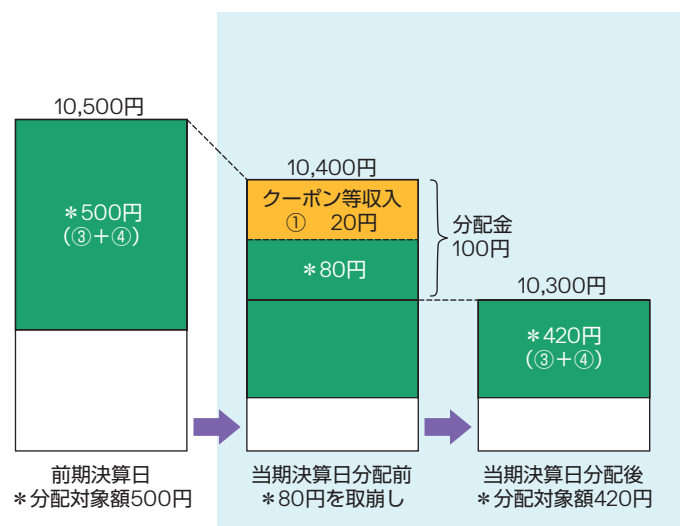 10,500円
＊500円
(③＋④)
前期決算日
＊分配対象額500円
10,400円
クーポン等収入
①　20円
＊80円
分配金
100円
当期決算日分配前
＊80円を取崩し
10,300円
＊420円
(③＋④)
当期決算日分配後
＊分配対象額420円